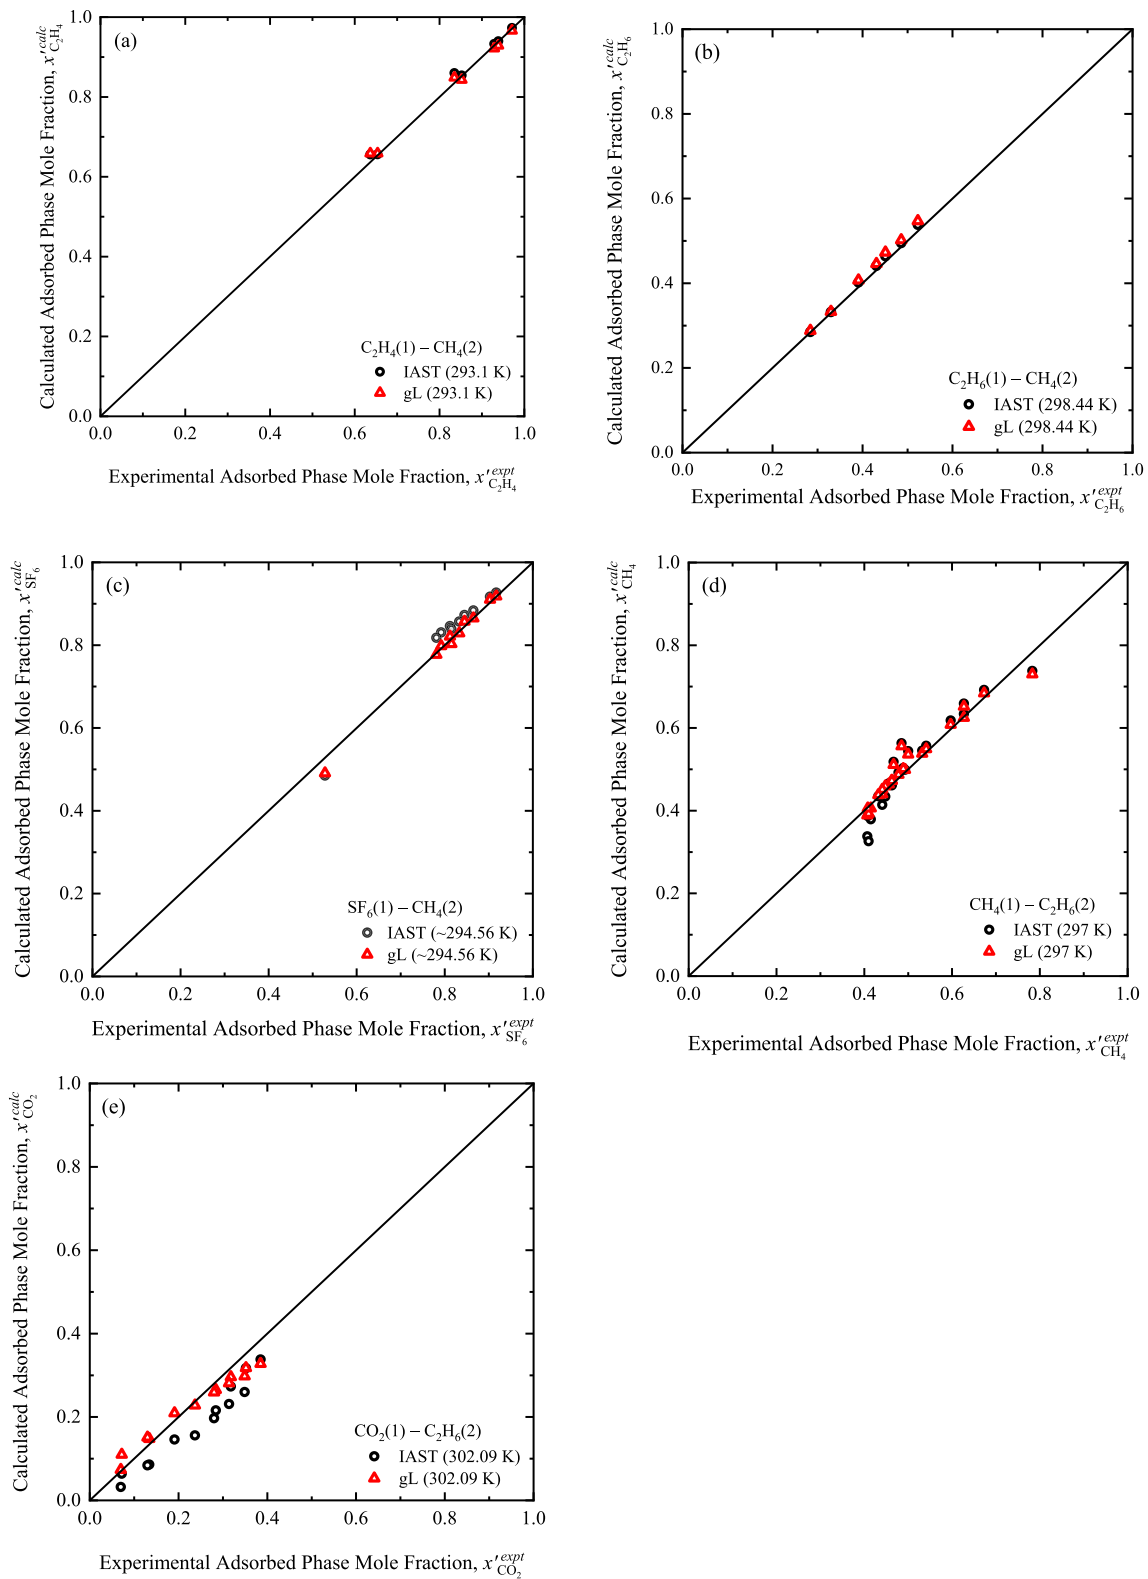 (a)
Calculated Adsorbed Phase Mole Fraction, x′^calc_C₂H₄
1.0
0.8
0.6
0.4
0.2
0.0
C₂H₄(1) – CH₄(2)
IAST (293.1 K)
gL (293.1 K)
0.0 0.2 0.4 0.6 0.8 1.0
Experimental Adsorbed Phase Mole Fraction, x′^expt_C₂H₄
(b)
Calculated Adsorbed Phase Mole Fraction, x′^calc_C₂H₆
1.0
0.8
0.6
0.4
0.2
0.0
C₂H₆(1) – CH₄(2)
IAST (298.44 K)
gL (298.44 K)
0.0 0.2 0.4 0.6 0.8 1.0
Experimental Adsorbed Phase Mole Fraction, x′^expt_C₂H₆
(c)
Calculated Adsorbed Phase Mole Fraction, x′^calc_SF₆
1.0
0.8
0.6
0.4
0.2
0.0
SF₆(1) – CH₄(2)
IAST (~294.56 K)
gL (~294.56 K)
0.0 0.2 0.4 0.6 0.8 1.0
Experimental Adsorbed Phase Mole Fraction, x′^expt_SF₆
(d)
Calculated Adsorbed Phase Mole Fraction, x′^calc_CH₄
1.0
0.8
0.6
0.4
0.2
0.0
CH₄(1) – C₂H₆(2)
IAST (297 K)
gL (297 K)
0.0 0.2 0.4 0.6 0.8 1.0
Experimental Adsorbed Phase Mole Fraction, x′^expt_CH₄
(e)
Calculated Adsorbed Phase Mole Fraction, x′^calc_CO₂
1.0
0.8
0.6
0.4
0.2
0.0
CO₂(1) – C₂H₆(2)
IAST (302.09 K)
gL (302.09 K)
0.0 0.2 0.4 0.6 0.8 1.0
Experimental Adsorbed Phase Mole Fraction, x′^expt_CO₂